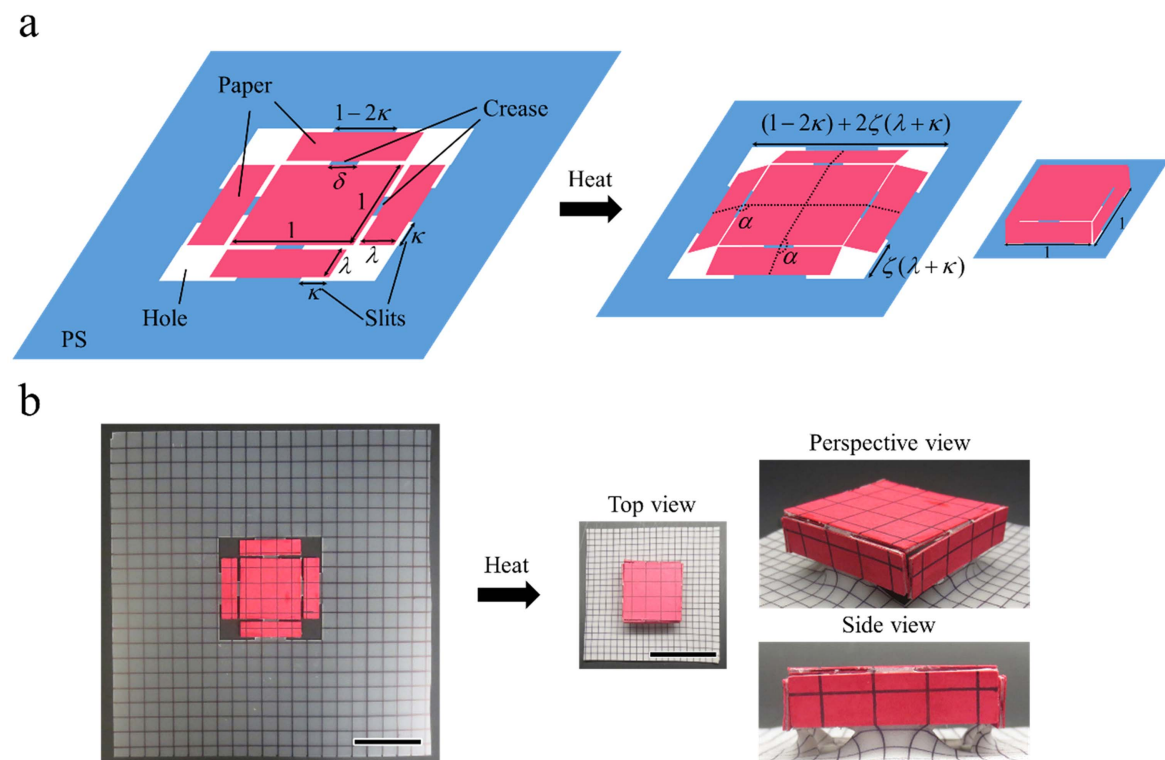 a
Paper
1−2κ
Crease
δ
1
1
κ
λ
λ
κ
Hole
Slits
PS
Heat
(1−2κ)+2ζ(λ+κ)
α
α
ζ(λ+κ)
1
1
b
Heat
Top view
Perspective view
Side view